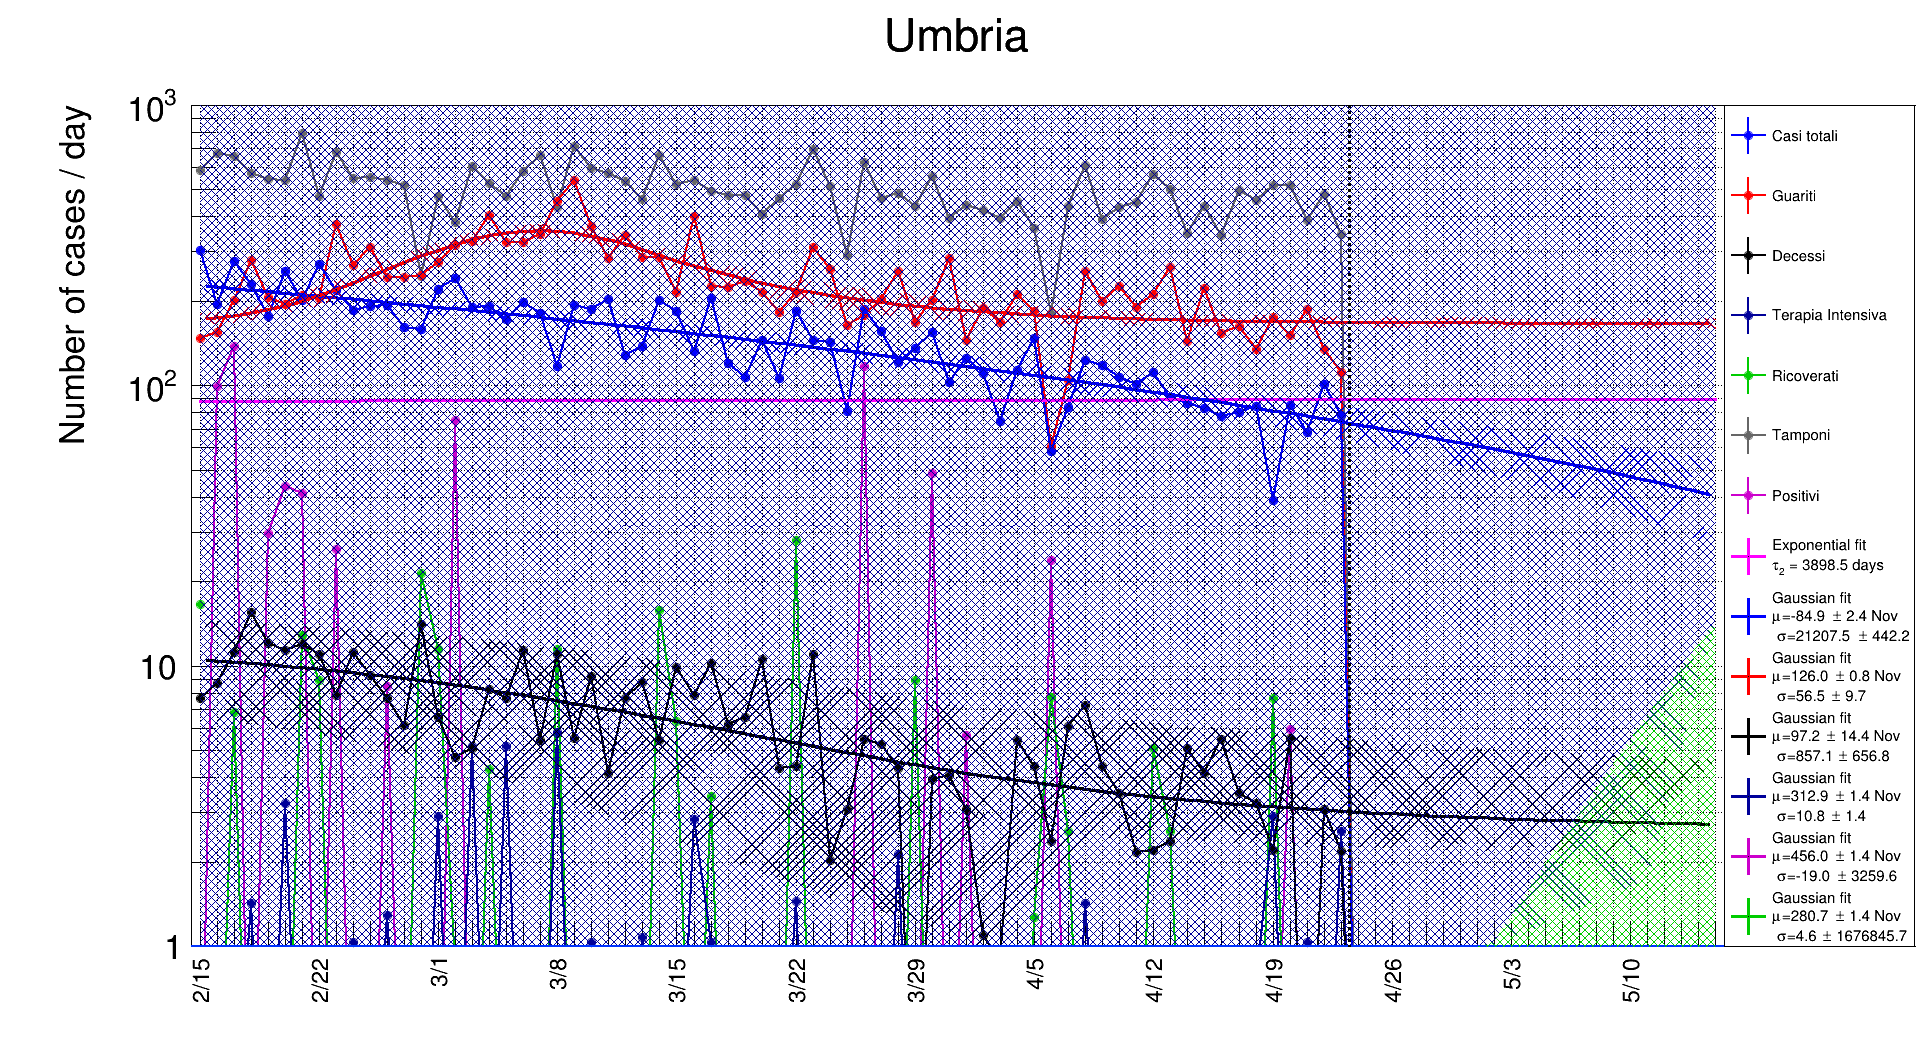 Umbria
Number of cases / day
10³
10²
10
1
2/15
2/22
3/1
3/8
3/15
3/22
3/29
4/5
4/12
4/19
4/26
5/3
5/10
Casi totali
Guariti
Decessi
Terapia Intensiva
Ricoverati
Tamponi
Positivi
Exponential fit
τ₂ = 3898.5 days
Gaussian fit
μ=-84.9 ± 2.4 Nov
σ=21207.5 ± 442.2
Gaussian fit
μ=126.0 ± 0.8 Nov
σ=56.5 ± 9.7
Gaussian fit
μ=97.2 ± 14.4 Nov
σ=857.1 ± 656.8
Gaussian fit
μ=312.9 ± 1.4 Nov
σ=10.8 ± 1.4
Gaussian fit
μ=456.0 ± 1.4 Nov
σ=-19.0 ± 3259.6
Gaussian fit
μ=280.7 ± 1.4 Nov
σ=4.6 ± 1676845.7